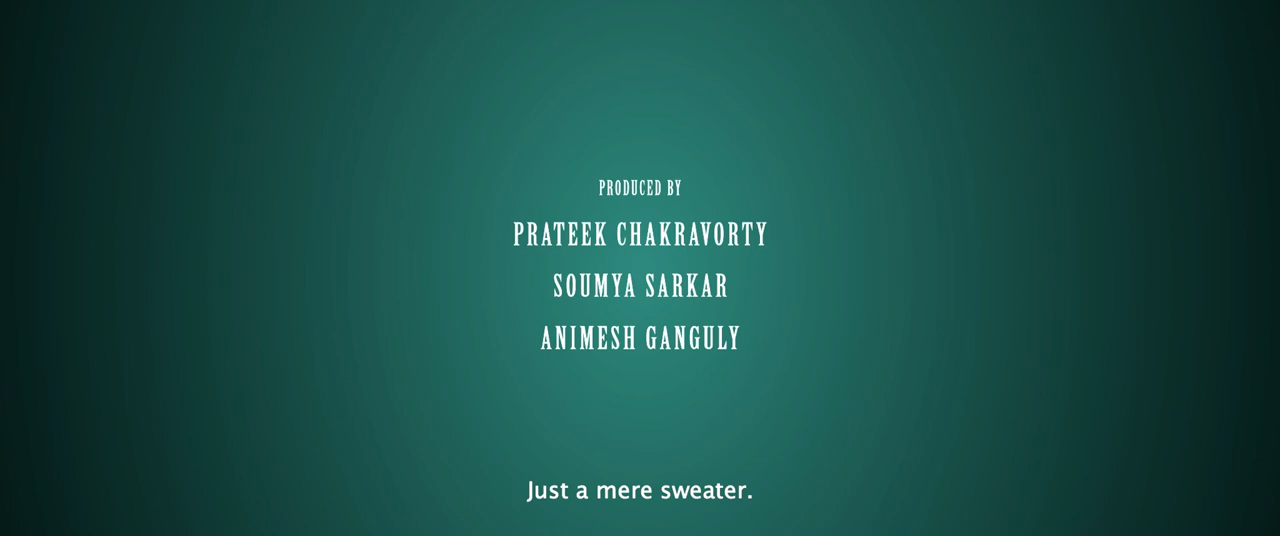 PRODUCED BY
PRATEEK CHAKRAVORTY
SOUMYA SARKAR
ANIMESH GANGULY
Just a mere sweater.